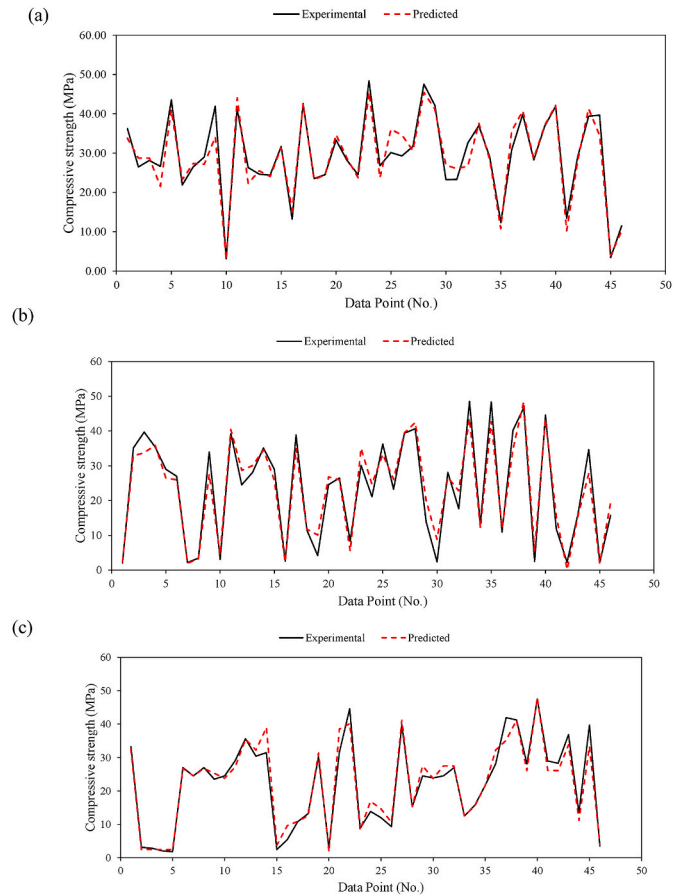 (a)
Experimental Predicted
60.00
50.00
40.00
30.00
20.00
10.00
0.00
Compressive strength (MPa)
0 5 10 15 20 25 30 35 40 45 50
Data Point (No.)
(b)
Experimental Predicted
60
50
40
30
20
10
0
Compressive strength (MPa)
0 5 10 15 20 25 30 35 40 45 50
Data Point (No.)
(c)
Experimental Predicted
60
50
40
30
20
10
0
Compressive strength (MPa)
0 5 10 15 20 25 30 35 40 45 50
Data Point (No.)